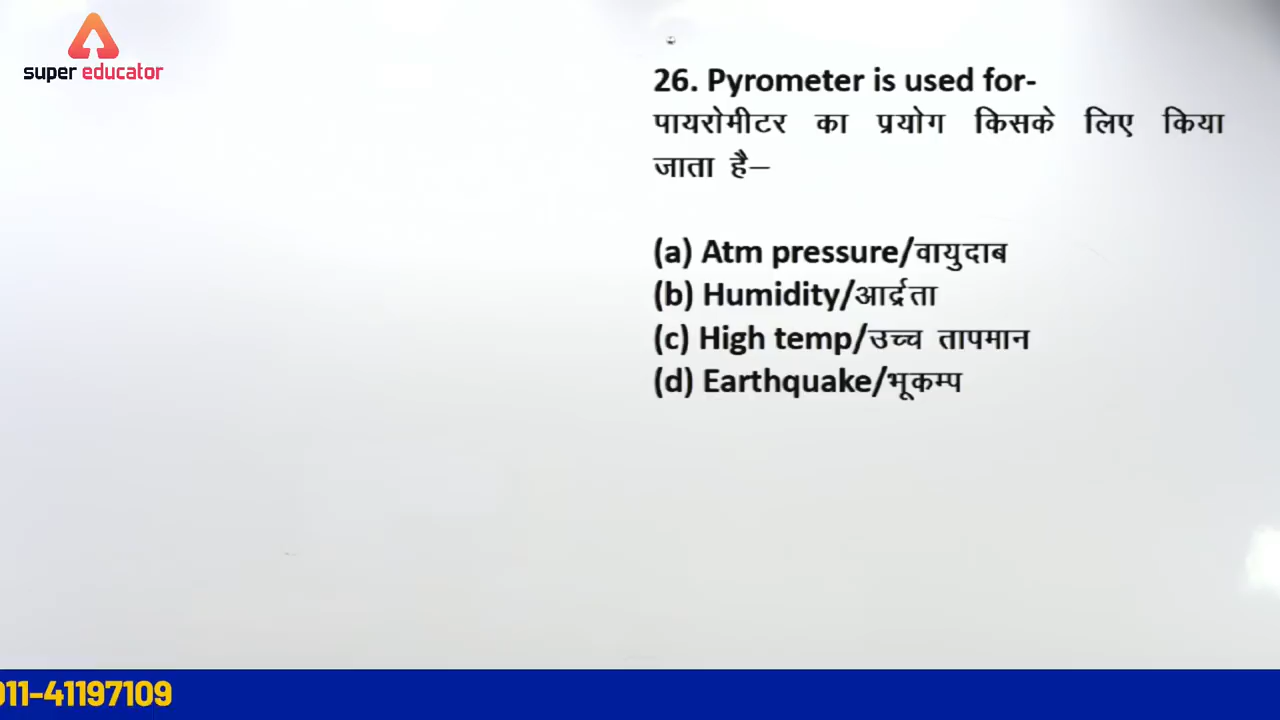 super educator
26. Pyrometer is used for-
पायरोमीटर का प्रयोग किसके लिए किया
जाता है–
(a) Atm pressure/वायुदाब
(b) Humidity/आर्द्रता
(c) High temp/उच्च तापमान
(d) Earthquake/भूकम्प
011-41197109